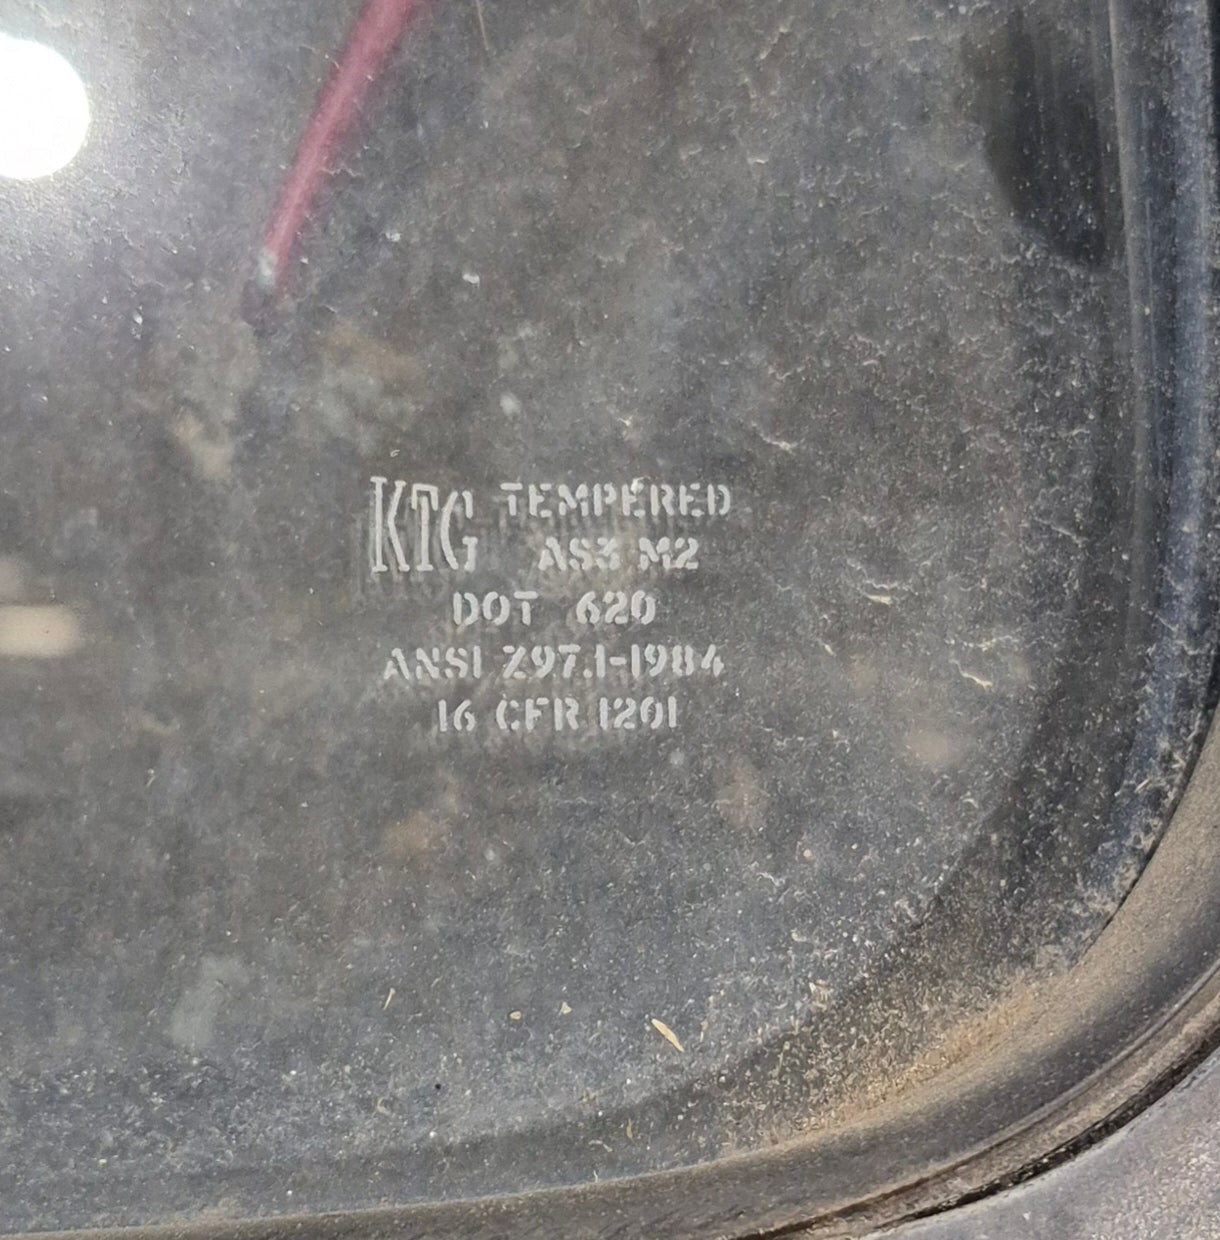 KTG TEMPERED
AS3 M2
DOT 620
ANSI Z97.1-1984
16 CFR 1201